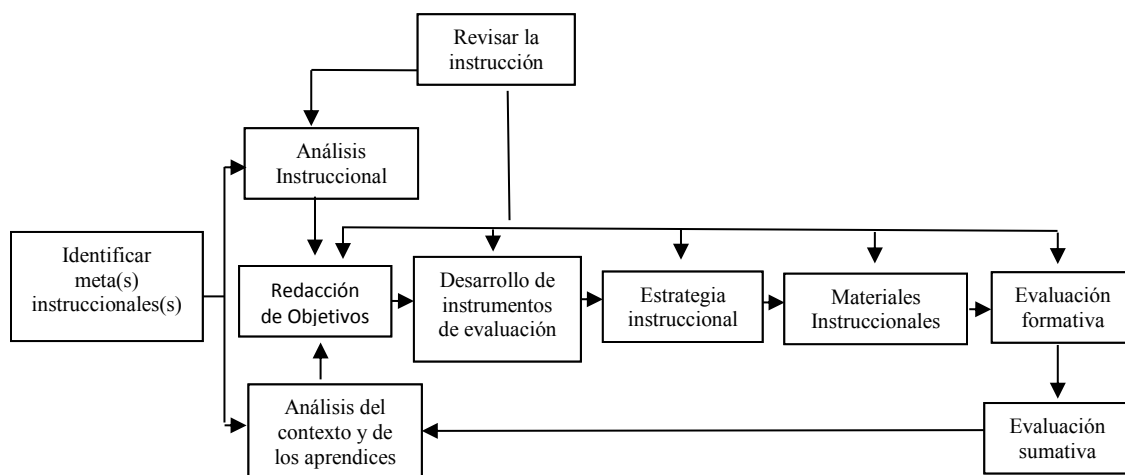 Revisar la
instrucción
Análisis
Instruccional
Identificar
meta(s)
instruccionales(s)
Redacción
de Objetivos
Desarrollo de
instrumentos
de evaluación
Estrategia
instruccional
Materiales
Instruccionales
Evaluación
formativa
Análisis del
contexto y de
los aprendices
Evaluación
sumativa